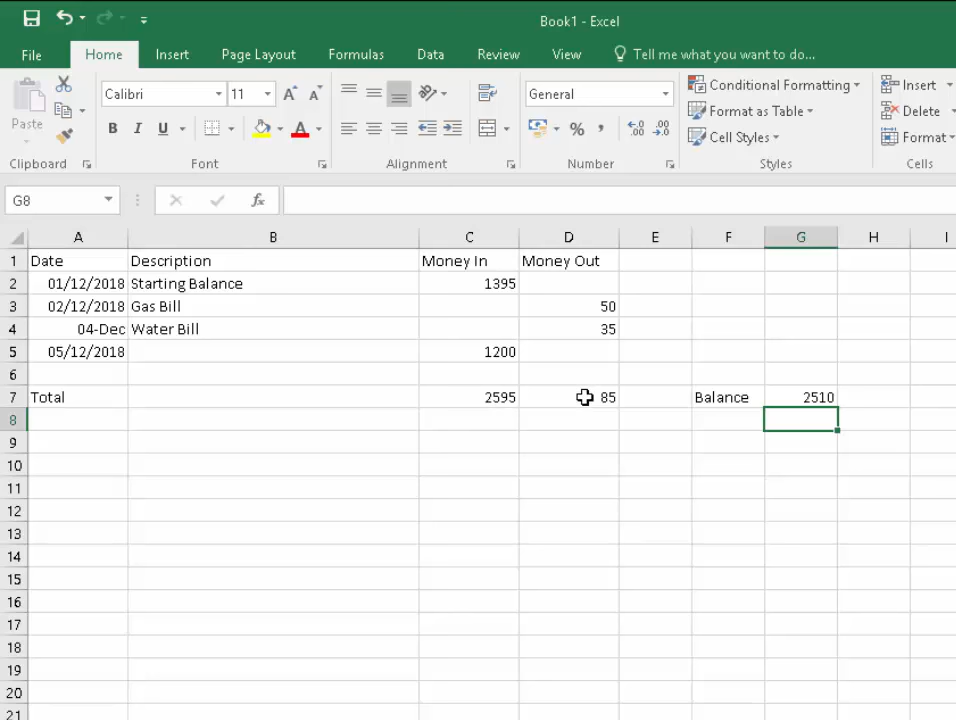 Book1 - Excel
File Home Insert Page Layout Formulas Data Review View Tell me what you want to do...
Paste Calibri 11 General Conditional Formatting Insert
Format as Table Delete
B I U % Cell Styles Format
Clipboard Font Alignment Number Styles Cells
G8 fx
A B C D E F G H I
1 Date Description Money In Money Out
2 01/12/2018 Starting Balance 1395
3 02/12/2018 Gas Bill 50
4 04-Dec Water Bill 35
5 05/12/2018 1200
6
7 Total 2595 85 Balance 2510
8
9
10
11
12
13
14
15
16
17
18
19
20
21